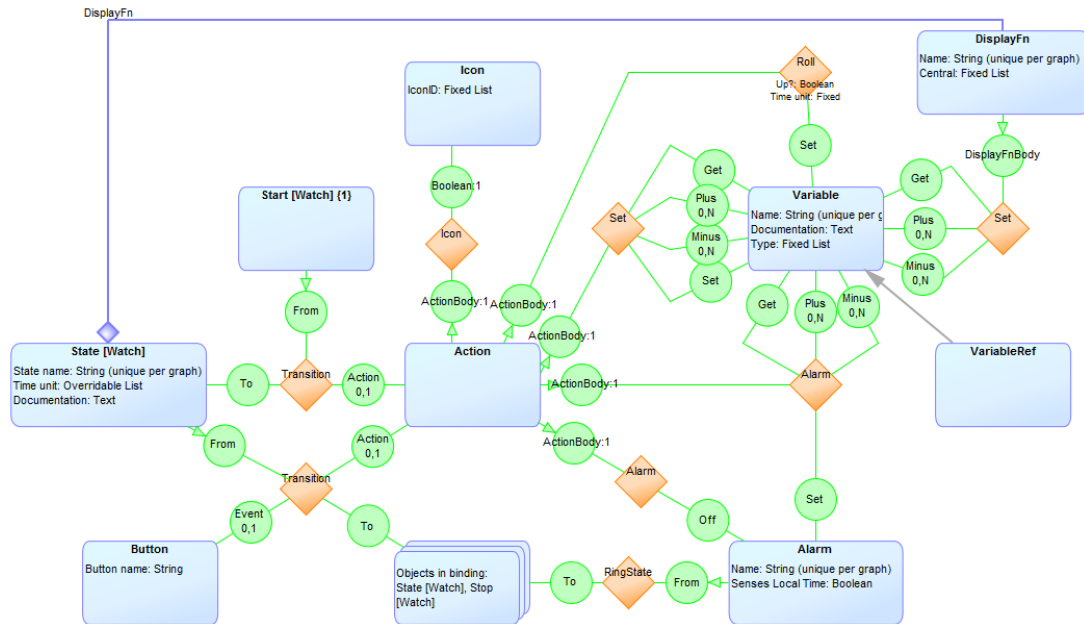 DisplayFn
DisplayFn
Name: String (unique per graph)
Central: Fixed List
Roll
Up?: Boolean
Time unit: Fixed
Icon
IconID: Fixed List
Set
DisplayFnBody
Get
Get
Boolean:1
Start [Watch] {1}
Variable
Name: String (unique per g
Documentation: Text
Type: Fixed List
Plus
0,N
Plus
0,N
Set
Set
Icon
Minus
0,N
Minus
0,N
Set
ActionBody:1
ActionBody:1
From
Get
Plus
0,N
Minus
0,N
ActionBody:1
State [Watch]
State name: String (unique per graph)
Time unit: Overridable List
Documentation: Text
Action
VariableRef
To
Transition
Action
0,1
ActionBody:1
Alarm
From
Action
0,1
ActionBody:1
Transition
Alarm
Event
0,1
To
Off
Set
Button
Button name: String
Objects in binding:
State [Watch], Stop
[Watch]
To
RingState
From
Alarm
Name: String (unique per graph)
Senses Local Time: Boolean